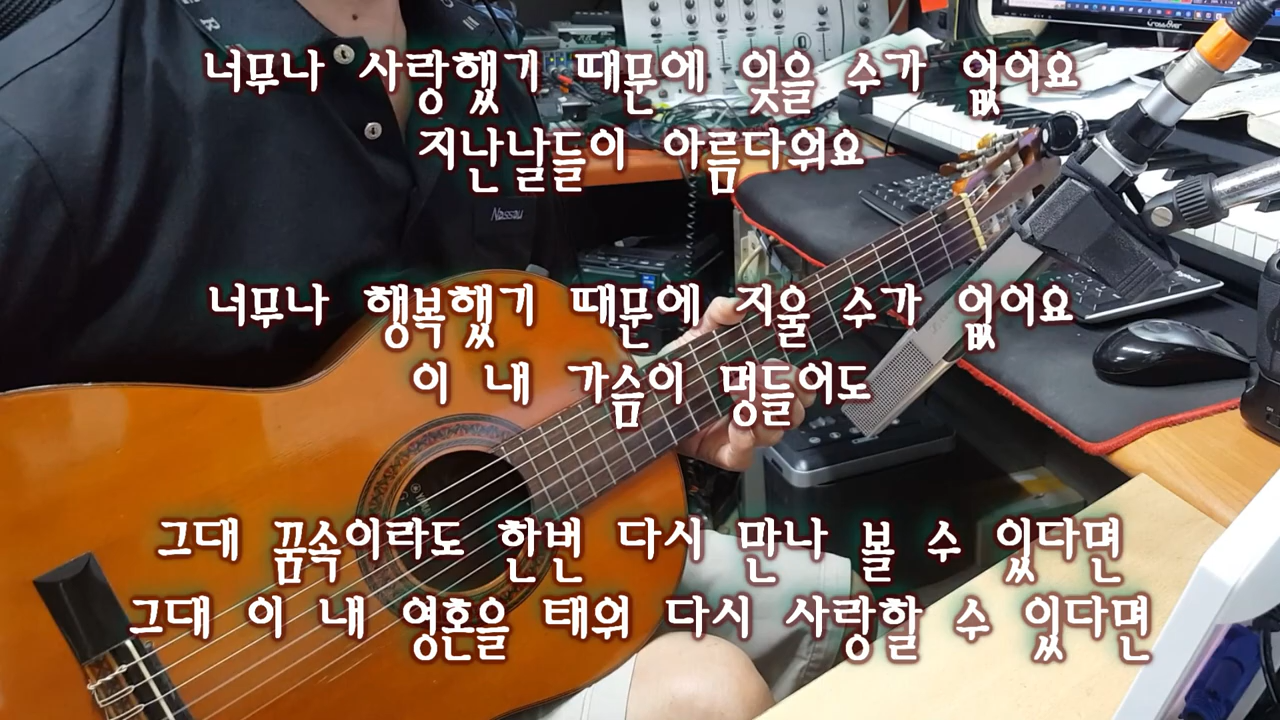 너무나 사랑했기 때문에 잊을 수가 없어요
지난날들이 아름다워요
Nassau
너무나 행복했기 때문에 지울 수가 없어요
이 내 가슴이 멍들어도
그대 꿈속이라도 한번 다시 만나 볼 수 있다면
그대 이 내 영혼을 태워 다시 사랑할 수 있다면